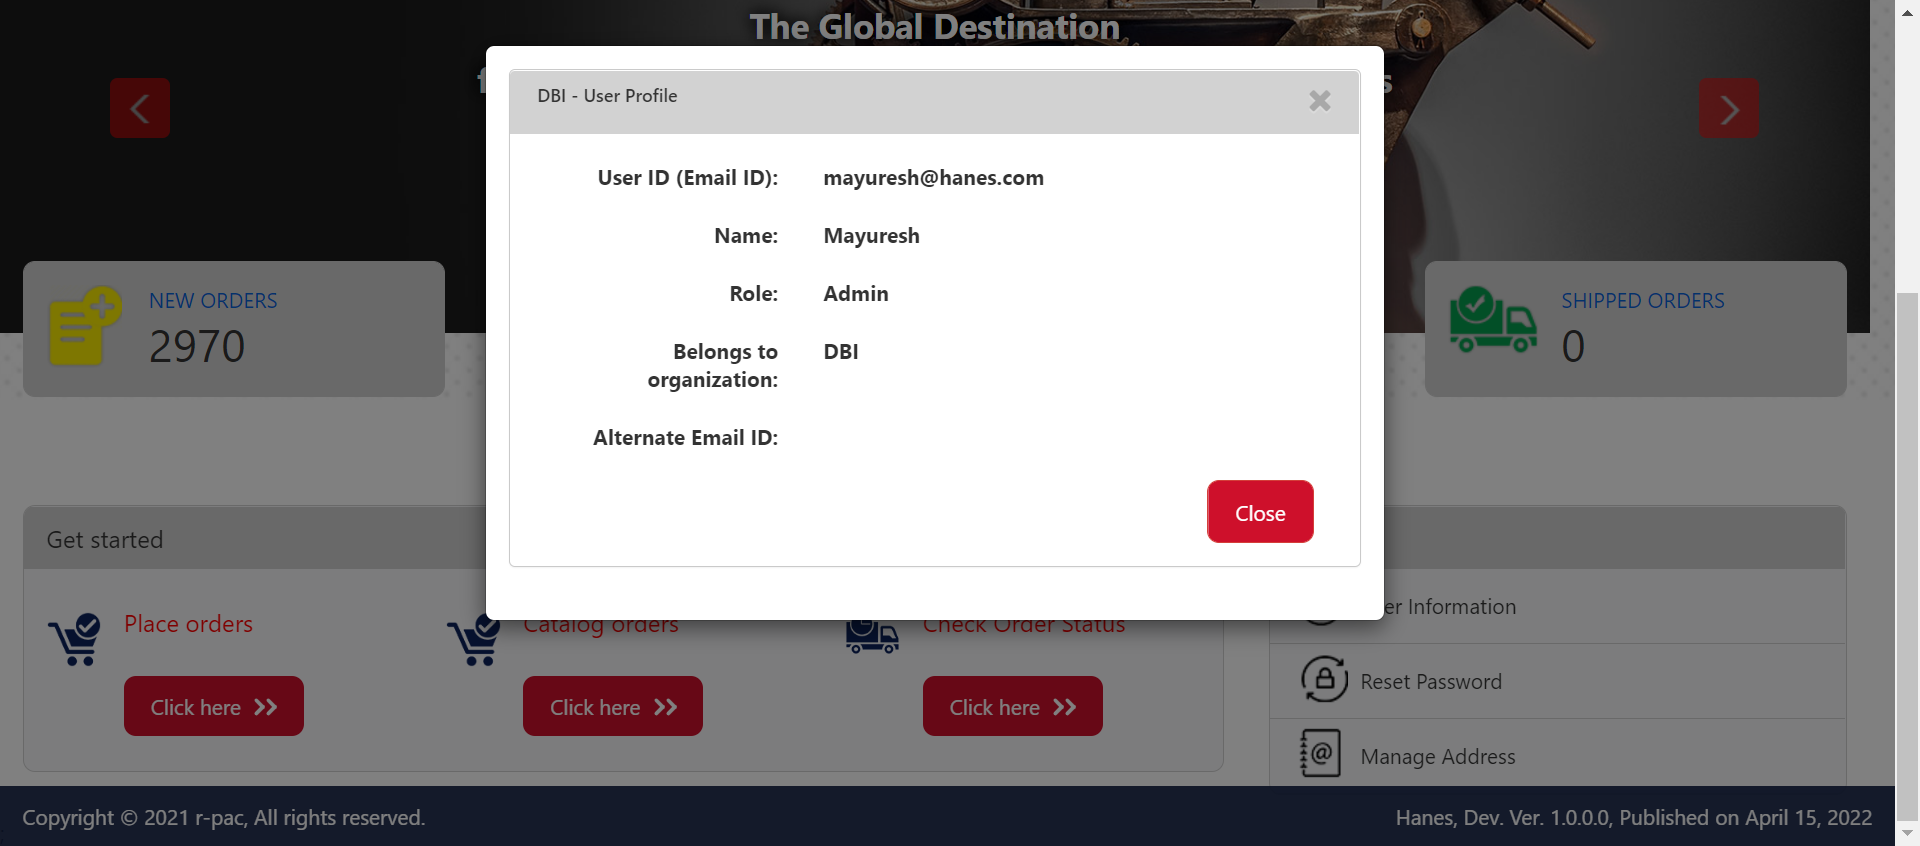 The Global Destination
DBI - User Profile
User ID (Email ID): mayuresh@hanes.com
Name: Mayuresh
Role: Admin
Belongs to organization: DBI
Alternate Email ID:
Close
NEW ORDERS
2970
SHIPPED ORDERS
0
Get started
Place orders
Click here
Catalog orders
Click here
Check Order Status
Click here
er Information
Reset Password
Manage Address
Copyright © 2021 r-pac, All rights reserved.
Hanes, Dev. Ver. 1.0.0.0, Published on April 15, 2022